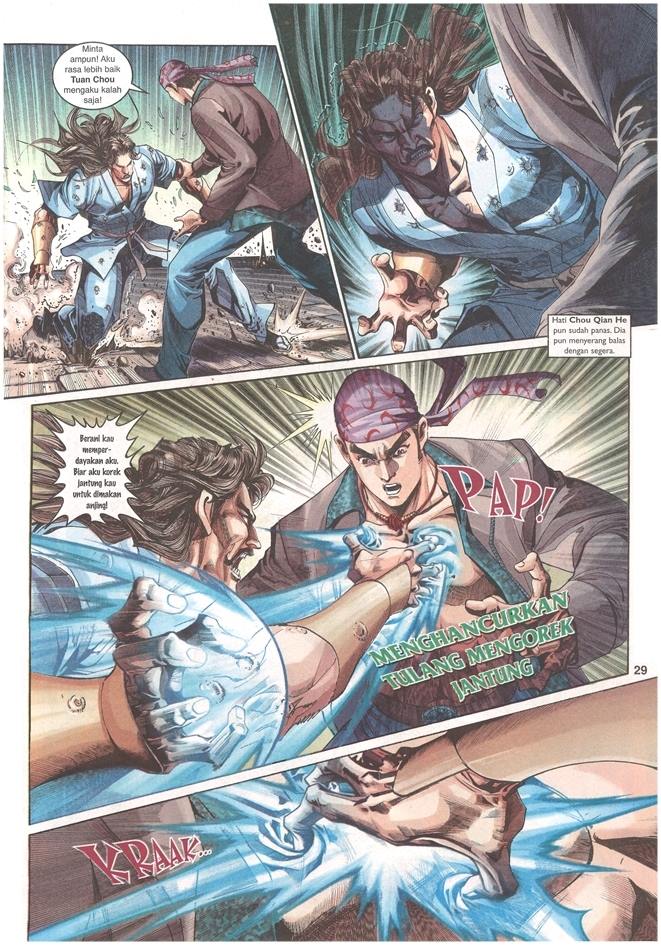 Minta
ampun! Aku
rasa lebih baik
Tuan Chou
mengaku kalah
saja!
Hati Chou Qian He
pun sudah panas. Dia
pun menyerang balas
dengan segera.
Berani kau
memper-
dayakan aku.
Biar aku korek
jantung kau
untuk dimakan
anjing!
PAP!
MENGHANCURKAN
TULANG MENGOREK
JANTUNG
29
KRAAK...